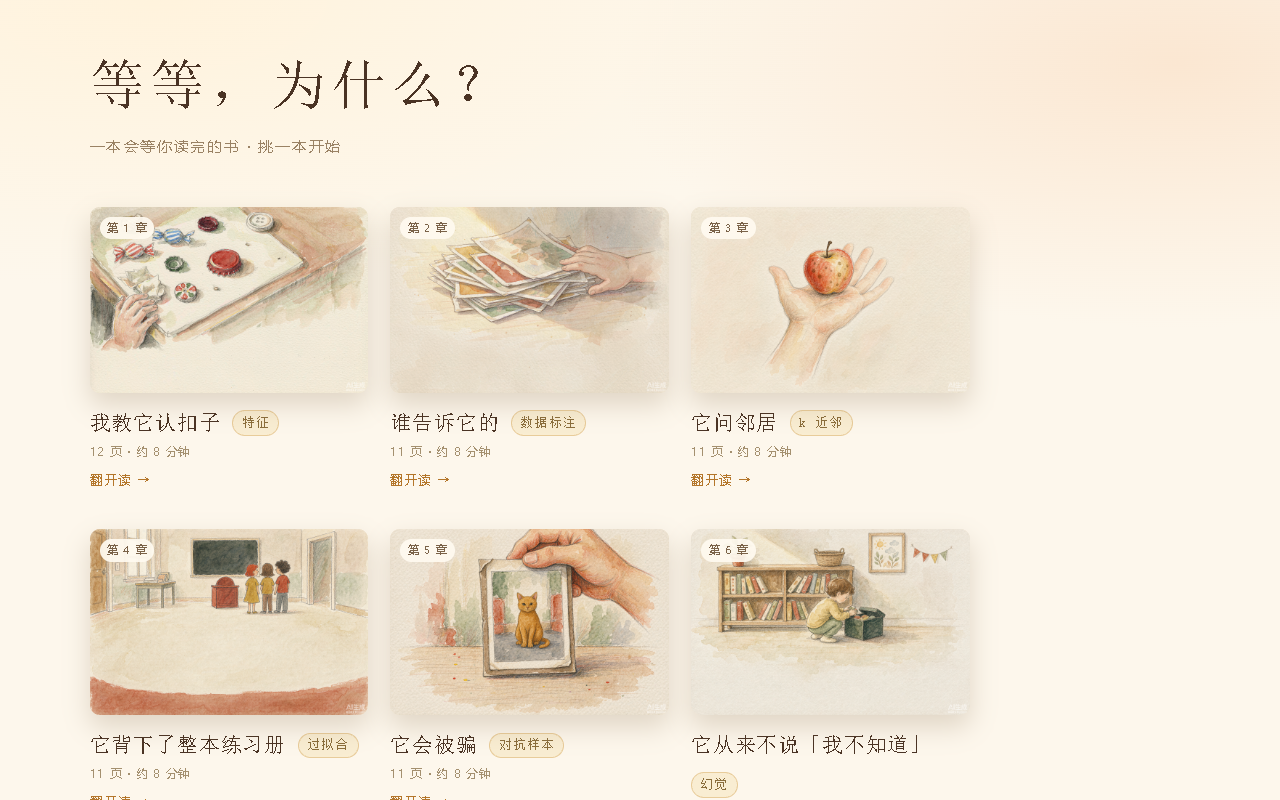 等等，为什么？
一本会等你读完的书 · 挑一本开始
第 1 章
第 2 章
第 3 章
我教它认扣子 特征
谁告诉它的 数据标注
它问邻居 k 近邻
12 页 · 约 8 分钟
11 页 · 约 8 分钟
11 页 · 约 8 分钟
翻开读 →
翻开读 →
翻开读 →
第 4 章
第 5 章
第 6 章
它背下了整本练习册 过拟合
它会被骗 对抗样本
它从来不说「我不知道」
幻觉
11 页 · 约 8 分钟
11 页 · 约 8 分钟